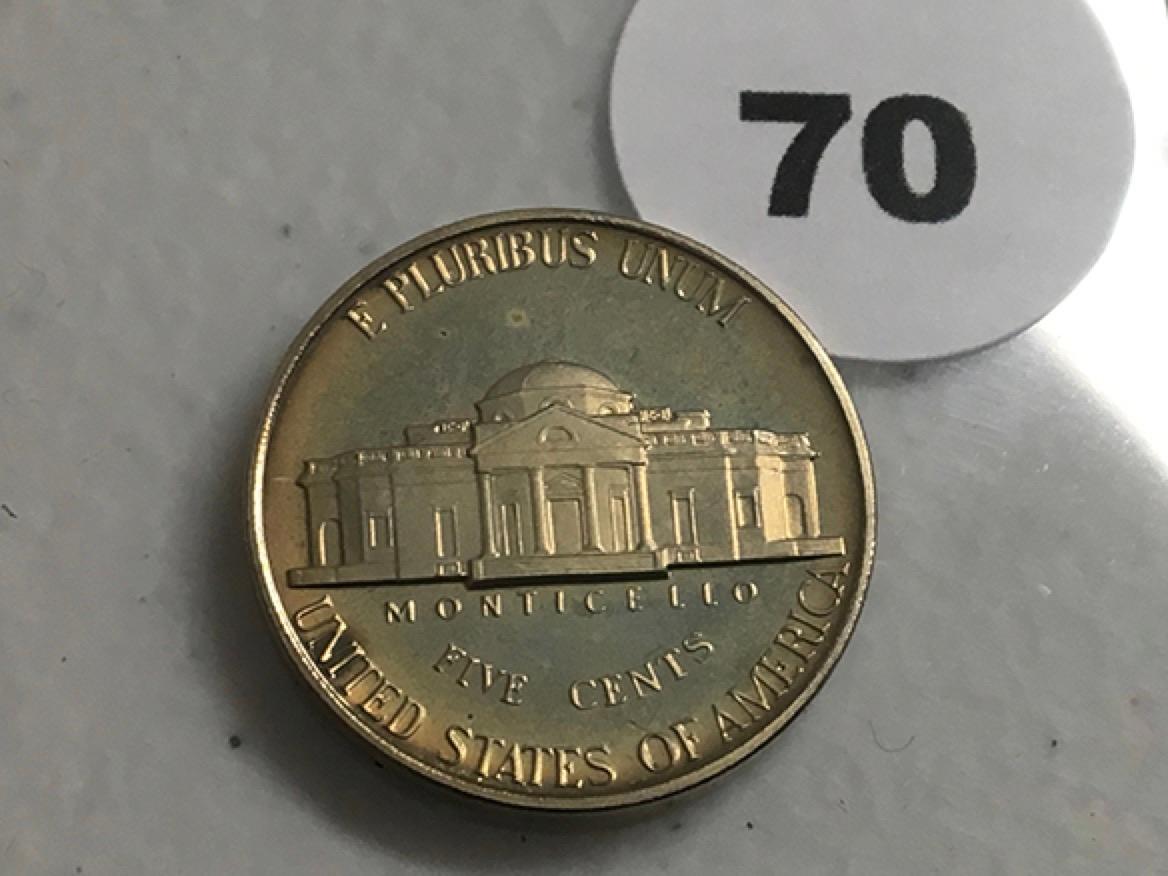 70
E PLURIBUS UNUM
MONTICELLO
FIVE CENTS
UNITED STATES OF AMERICA